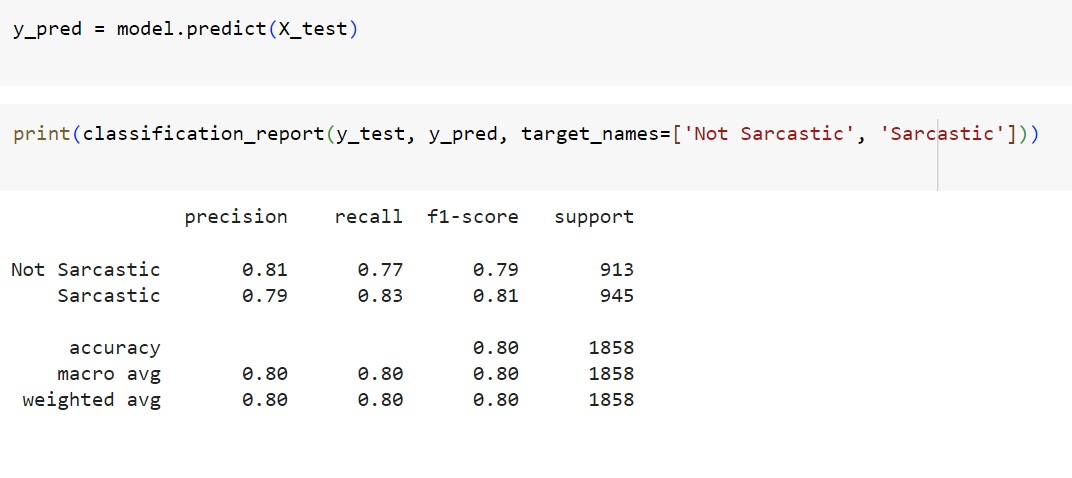 y_pred = model.predict(X_test)
print(classification_report(y_test, y_pred, target_names=['Not Sarcastic', 'Sarcastic']))
precision recall f1-score support
Not Sarcastic 0.81 0.77 0.79 913
Sarcastic 0.79 0.83 0.81 945
accuracy 0.80 1858
macro avg 0.80 0.80 0.80 1858
weighted avg 0.80 0.80 0.80 1858